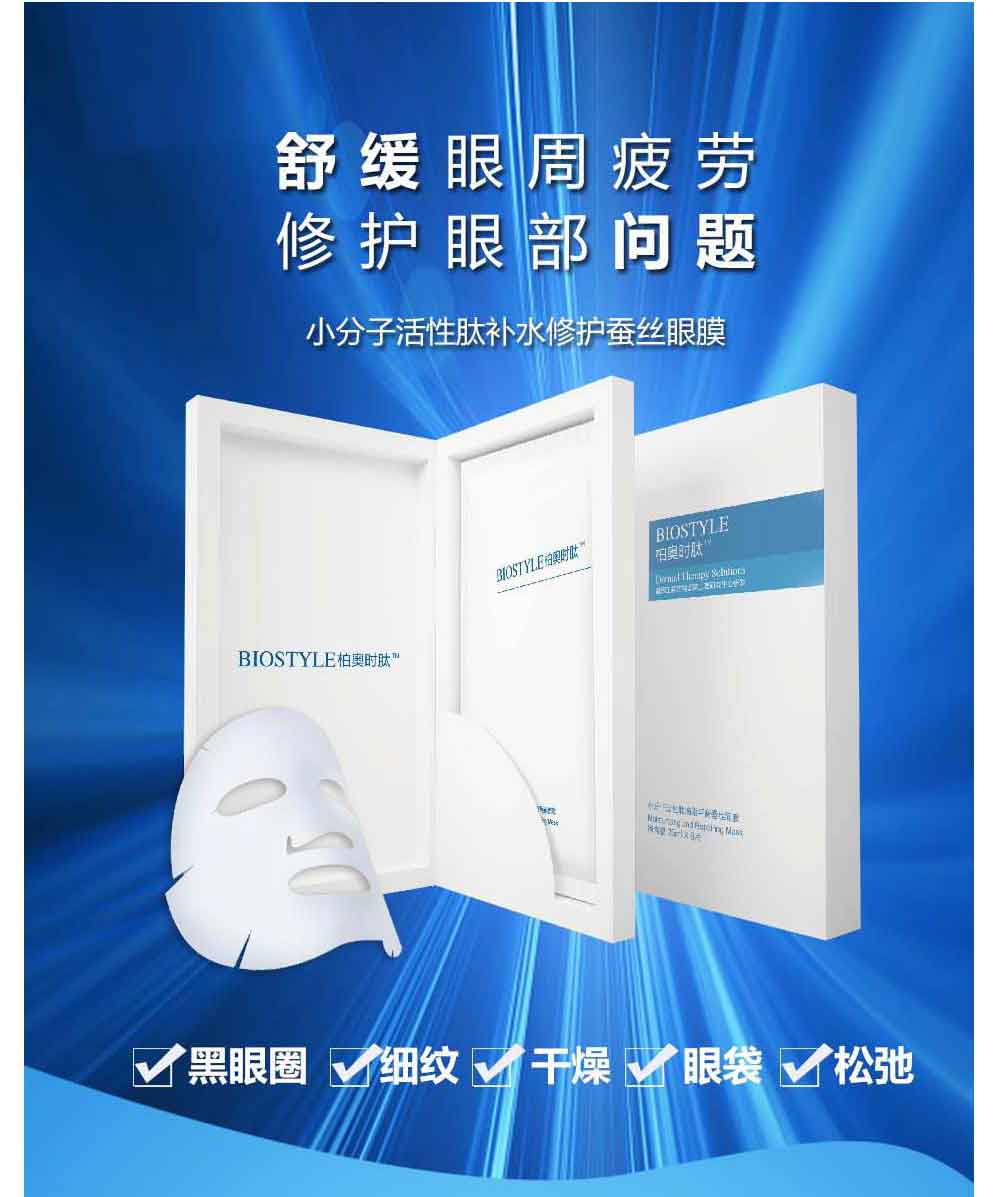 舒缓眼周疲劳
修护眼部问题
小分子活性肽补水修护蚕丝眼膜
BIOSTYLE柏奥时肽™
BIOSTYLE柏奥时肽™
BIOSTYLE
柏奥时肽™
Dermal Therapy Solutions
Moisturizing and Repairing Mask
黑眼圈 细纹 干燥 眼袋 松弛